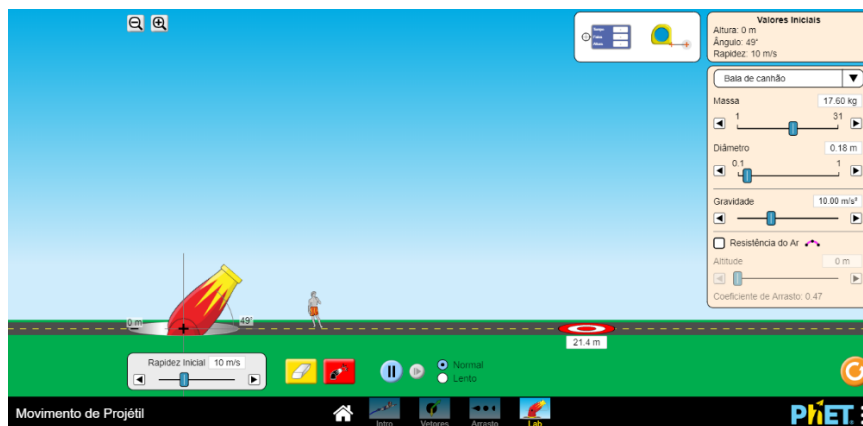 Valores Iniciais
Altura: 0 m
Ângulo: 49°
Rapidez: 10 m/s
Bala de canhão
Massa 17.60 kg
1 31
Diâmetro 0.18 m
0.1 1
Gravidade 10.00 m/s²
Resistência do Ar
Altitude 0 m
Coeficiente de Arrasto: 0.47
0 m
49°
21.4 m
Rapidez Inicial 10 m/s
Normal
Lento
Movimento de Projétil
Intro
Vetores
Arrasto
Lab
PhET